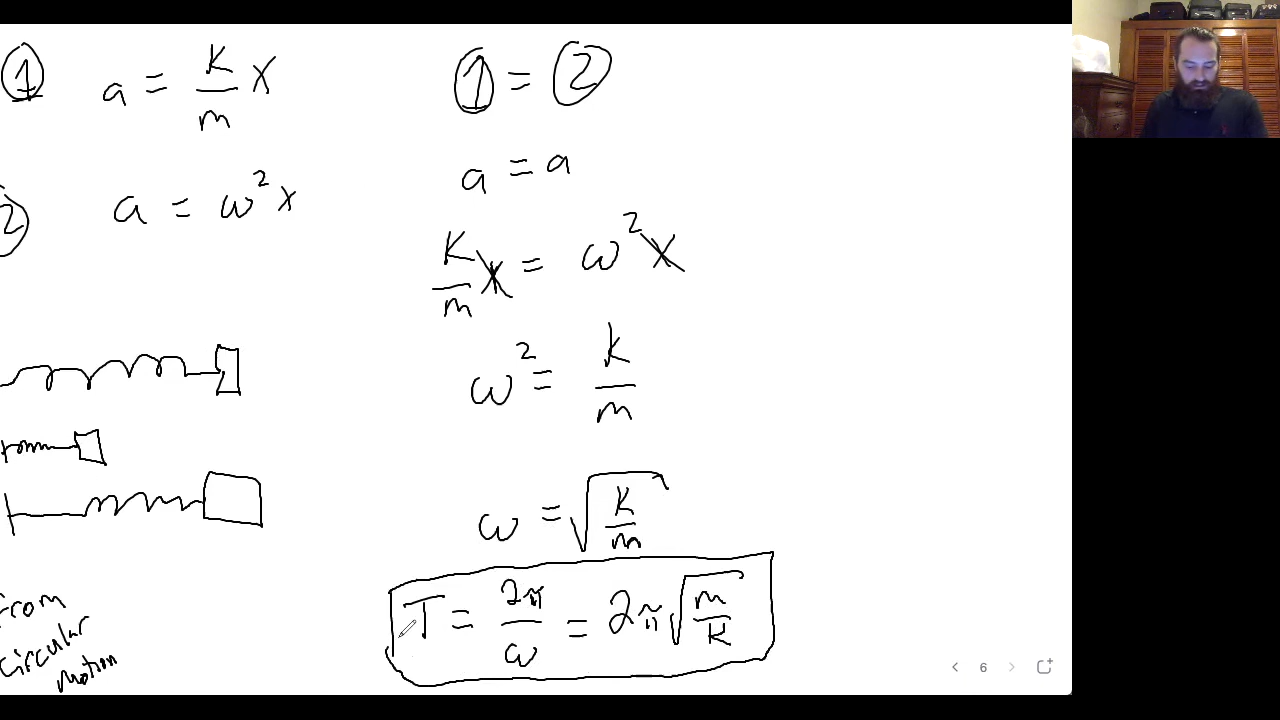 ① a = K/m x
② a = ω² x
From
Circular
Motion
① = ②
a = a
K/m x = ω² x
ω² = k/m
ω = √(K/m)
T = 2π/ω = 2π √(m/K)
6